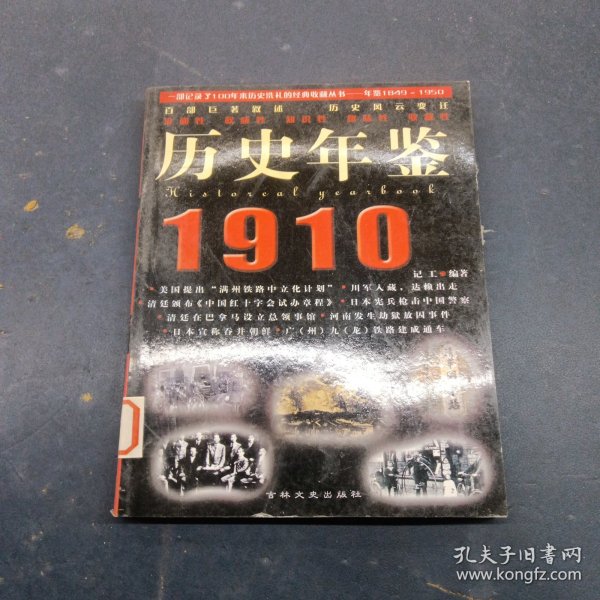 一部记录了100年来历史洗礼的经典收藏丛书——年鉴1849-1950
百部巨著叙述 历史风云变迁
历史年鉴
Historeal yearbook
1910
记工 编著
·美国提出“满州铁路中立化计划”·川军入藏，达赖出走
清廷颁布《中国红十字会试办章程》·日本宪兵枪击中国警察
·清廷在巴拿马设立总领事馆·河南发生劫狱放囚事件
·日本宣称吞并朝鲜·广（州）九（龙）铁路建成通车
吉林文史出版社
孔夫子旧书网
www.kongfz.com